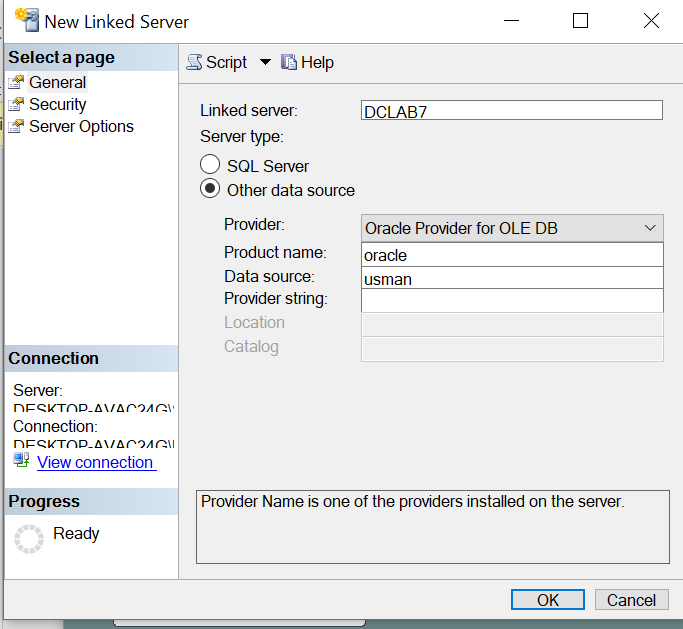 New Linked Server
Select a page
General
Security
Server Options
Script
Help
Linked server:
DCLAB7
Server type:
SQL Server
Other data source
Provider:
Oracle Provider for OLE DB
Product name:
oracle
Data source:
usman
Provider string:
Location
Catalog
Connection
Server:
Connection:
View connection
Provider Name is one of the providers installed on the server.
Progress
Ready
OK
Cancel